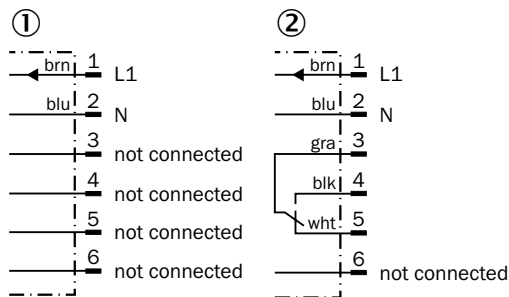 ①
brn 1 L1
blu 2 N
3 not connected
4 not connected
5 not connected
6 not connected
②
brn 1 L1
blu 2 N
gra 3
blk 4
wht 5
6 not connected